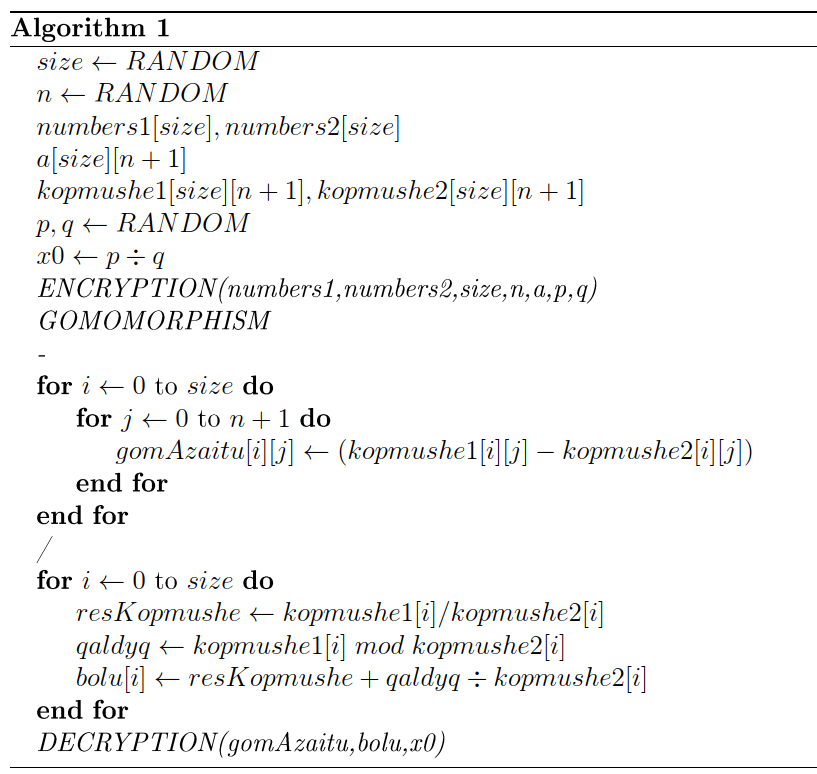 Algorithm 1
size ← RANDOM
n ← RANDOM
numbers1[size], numbers2[size]
a[size][n + 1]
kopmushe1[size][n + 1], kopmushe2[size][n + 1]
p, q ← RANDOM
x0 ← p ÷ q
ENCRYPTION(numbers1,numbers2,size,n,a,p,q)
GOMOMORPHISM
-
for i ← 0 to size do
for j ← 0 to n + 1 do
gomAzaitu[i][j] ← (kopmushe1[i][j] − kopmushe2[i][j])
end for
end for
/
for i ← 0 to size do
resKopmushe ← kopmushe1[i]/kopmushe2[i]
qaldyq ← kopmushe1[i] mod kopmushe2[i]
bolu[i] ← resKopmushe + qaldyq ÷ kopmushe2[i]
end for
DECRYPTION(gomAzaitu,bolu,x0)